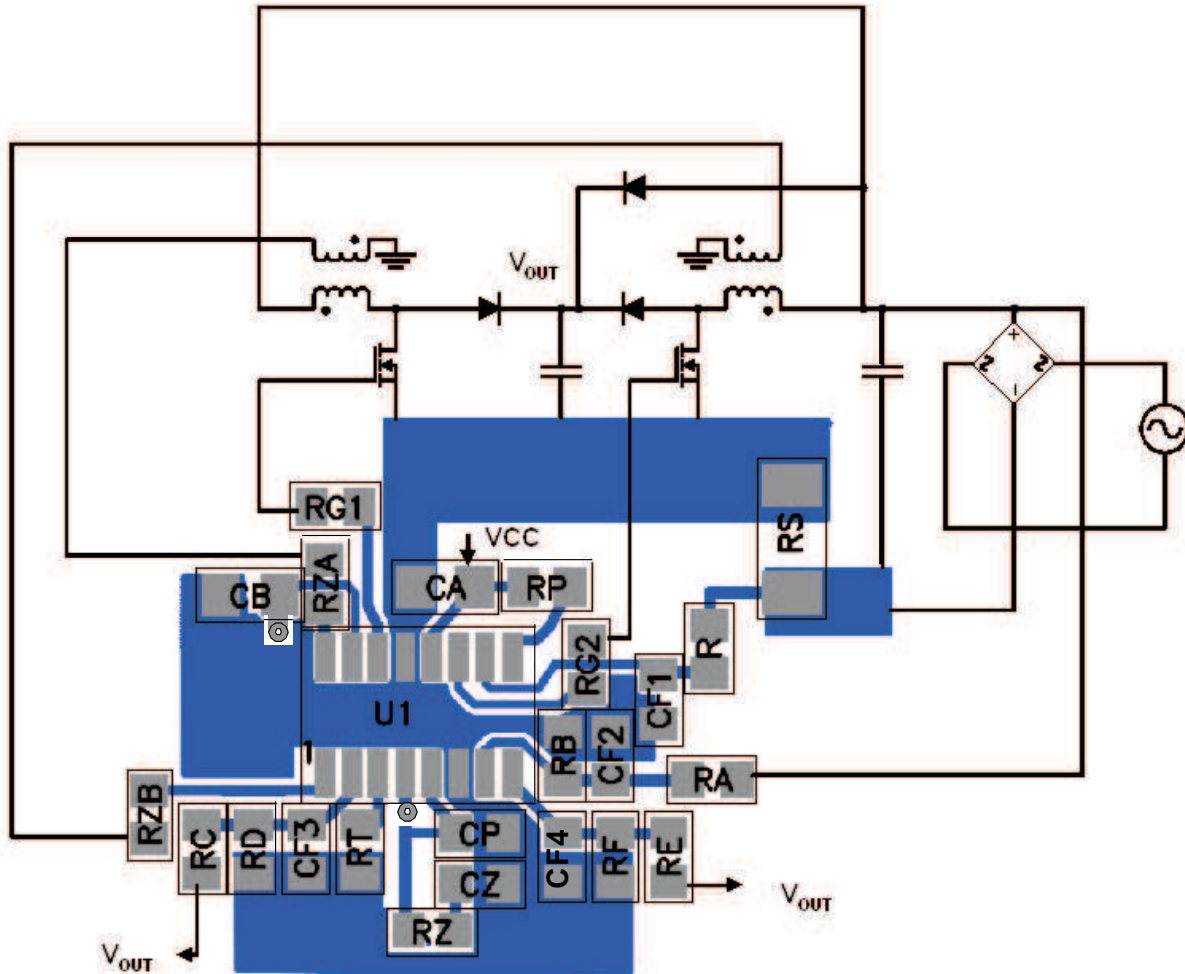 VOUT
+
-
RG1
RS
VCC
RZA
CB
CA
RP
RG2
R
CF1
U1
1
RB
CF2
RA
RZB
RC
RD
CF3
RT
CP
CF4
RF
RE
CZ
RZ
VOUT
VOUT